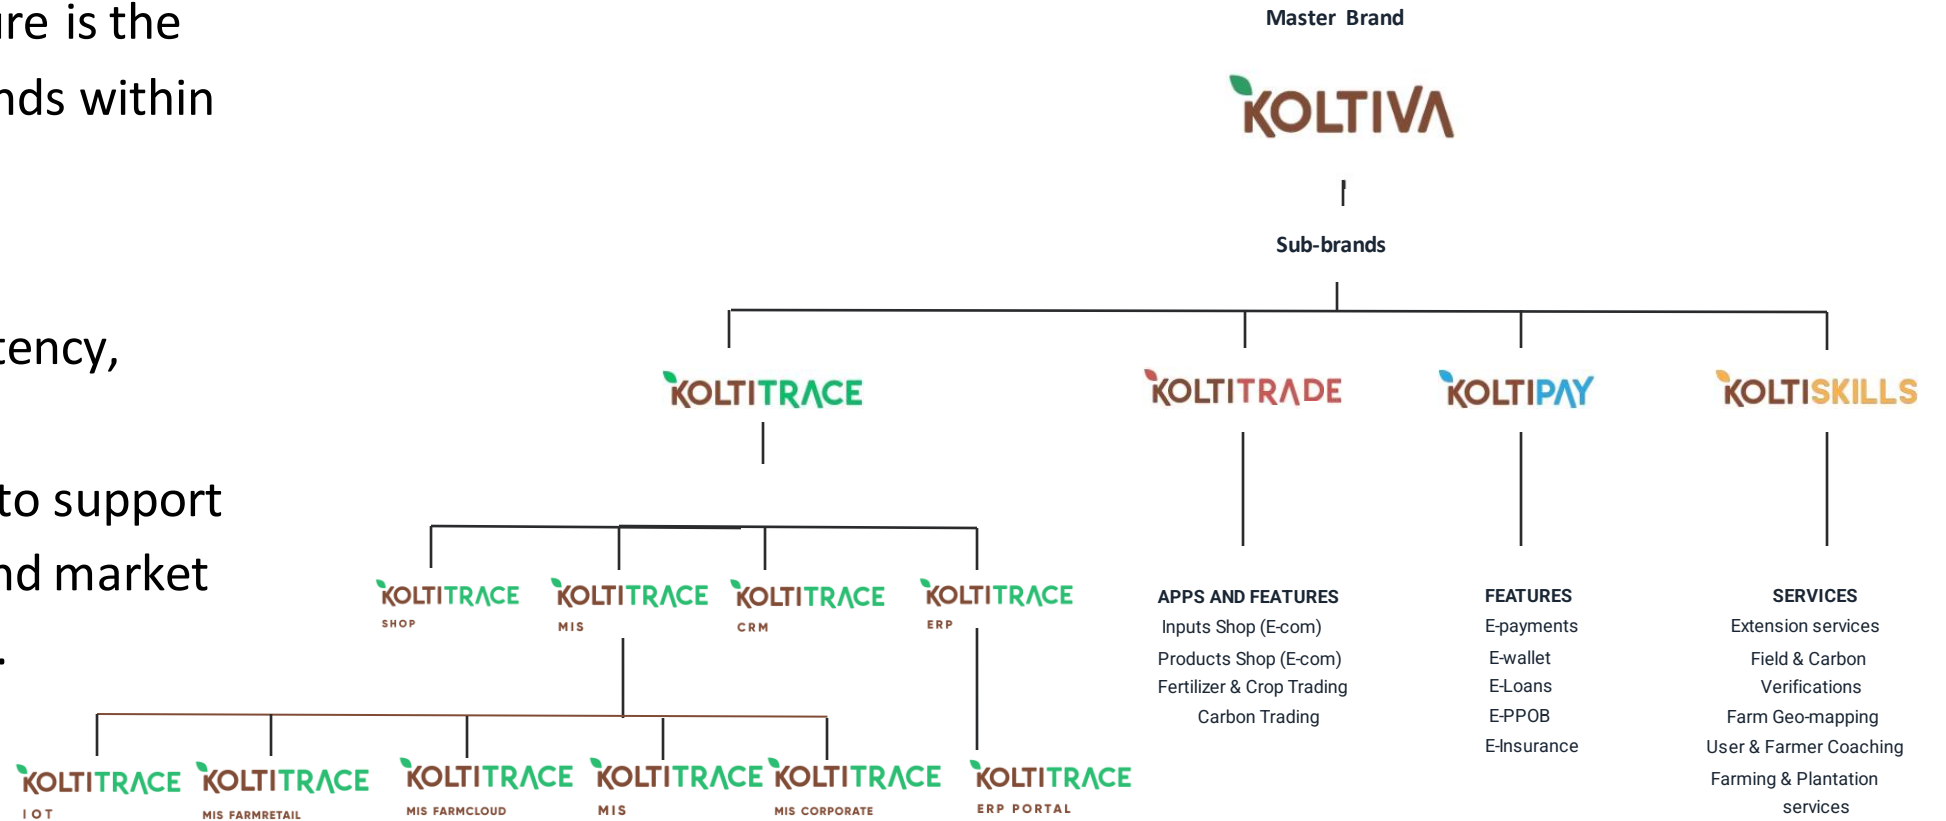 ure is the
nds within
tency,
to support
nd market
.
Master Brand
KOLTIVA
Sub-brands
KOLTITRACE
KOLTITRADE
KOLTIPAY
KOLTISKILLS
KOLTITRACE
SHOP
KOLTITRACE
MIS
KOLTITRACE
CRM
KOLTITRACE
ERP
KOLTITRACE
IOT
KOLTITRACE
MIS FARMRETAIL
KOLTITRACE
MIS FARMCLOUD
KOLTITRACE
MIS
KOLTITRACE
MIS CORPORATE
KOLTITRACE
ERP PORTAL
APPS AND FEATURES
Inputs Shop (E-com)
Products Shop (E-com)
Fertilizer & Crop Trading
Carbon Trading
FEATURES
E-payments
E-wallet
E-Loans
E-PPOB
E-Insurance
SERVICES
Extension services
Field & Carbon
Verifications
Farm Geo-mapping
User & Farmer Coaching
Farming & Plantation
services